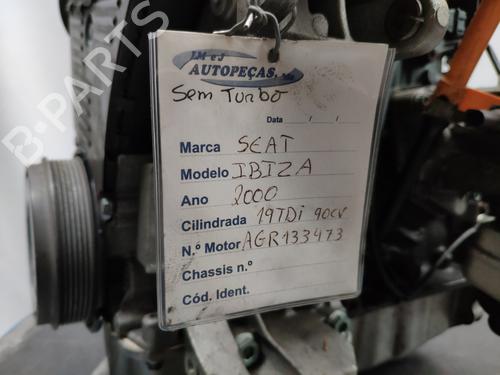 JM e J
AUTOPEÇAS,
Sem Turbo
Data / /
Marca SEAT
Modelo IBIZA
Ano 2000
Cilindrada 19TDi 90cv
N.º Motor AGR133473
Chassis n.º
Cód. Ident.
B-PARTS